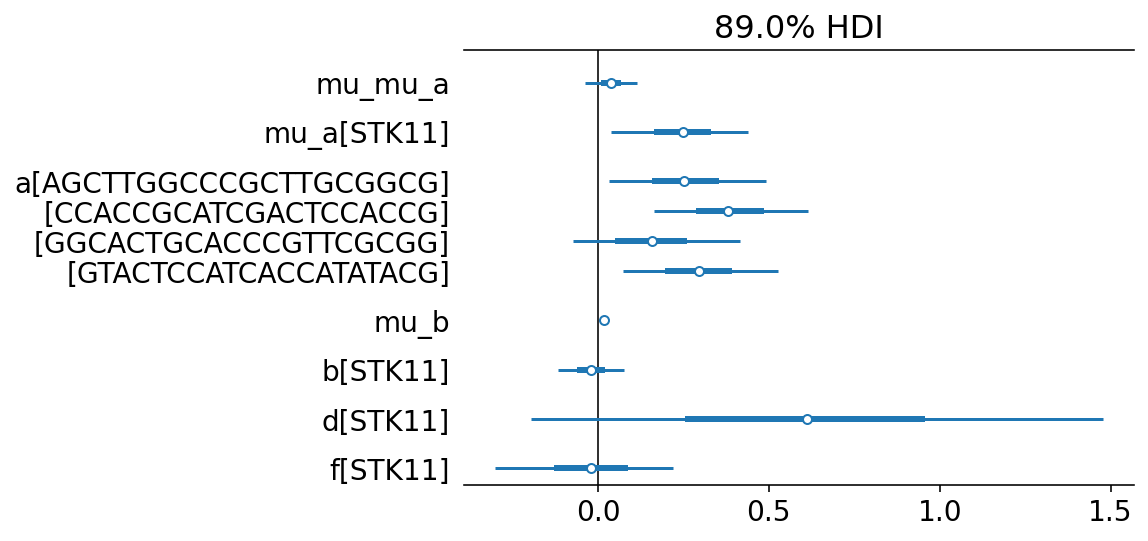 89.0% HDI
mu_mu_a
mu_a[STK11]
a[AGCTTGGCCCGCTTGCGGCG]
[CCACCGCATCGACTCCACCG]
[GGCACTGCACCCGTTCGCGG]
[GTACTCCATCACCATATACG]
mu_b
b[STK11]
d[STK11]
f[STK11]
0.0 0.5 1.0 1.5